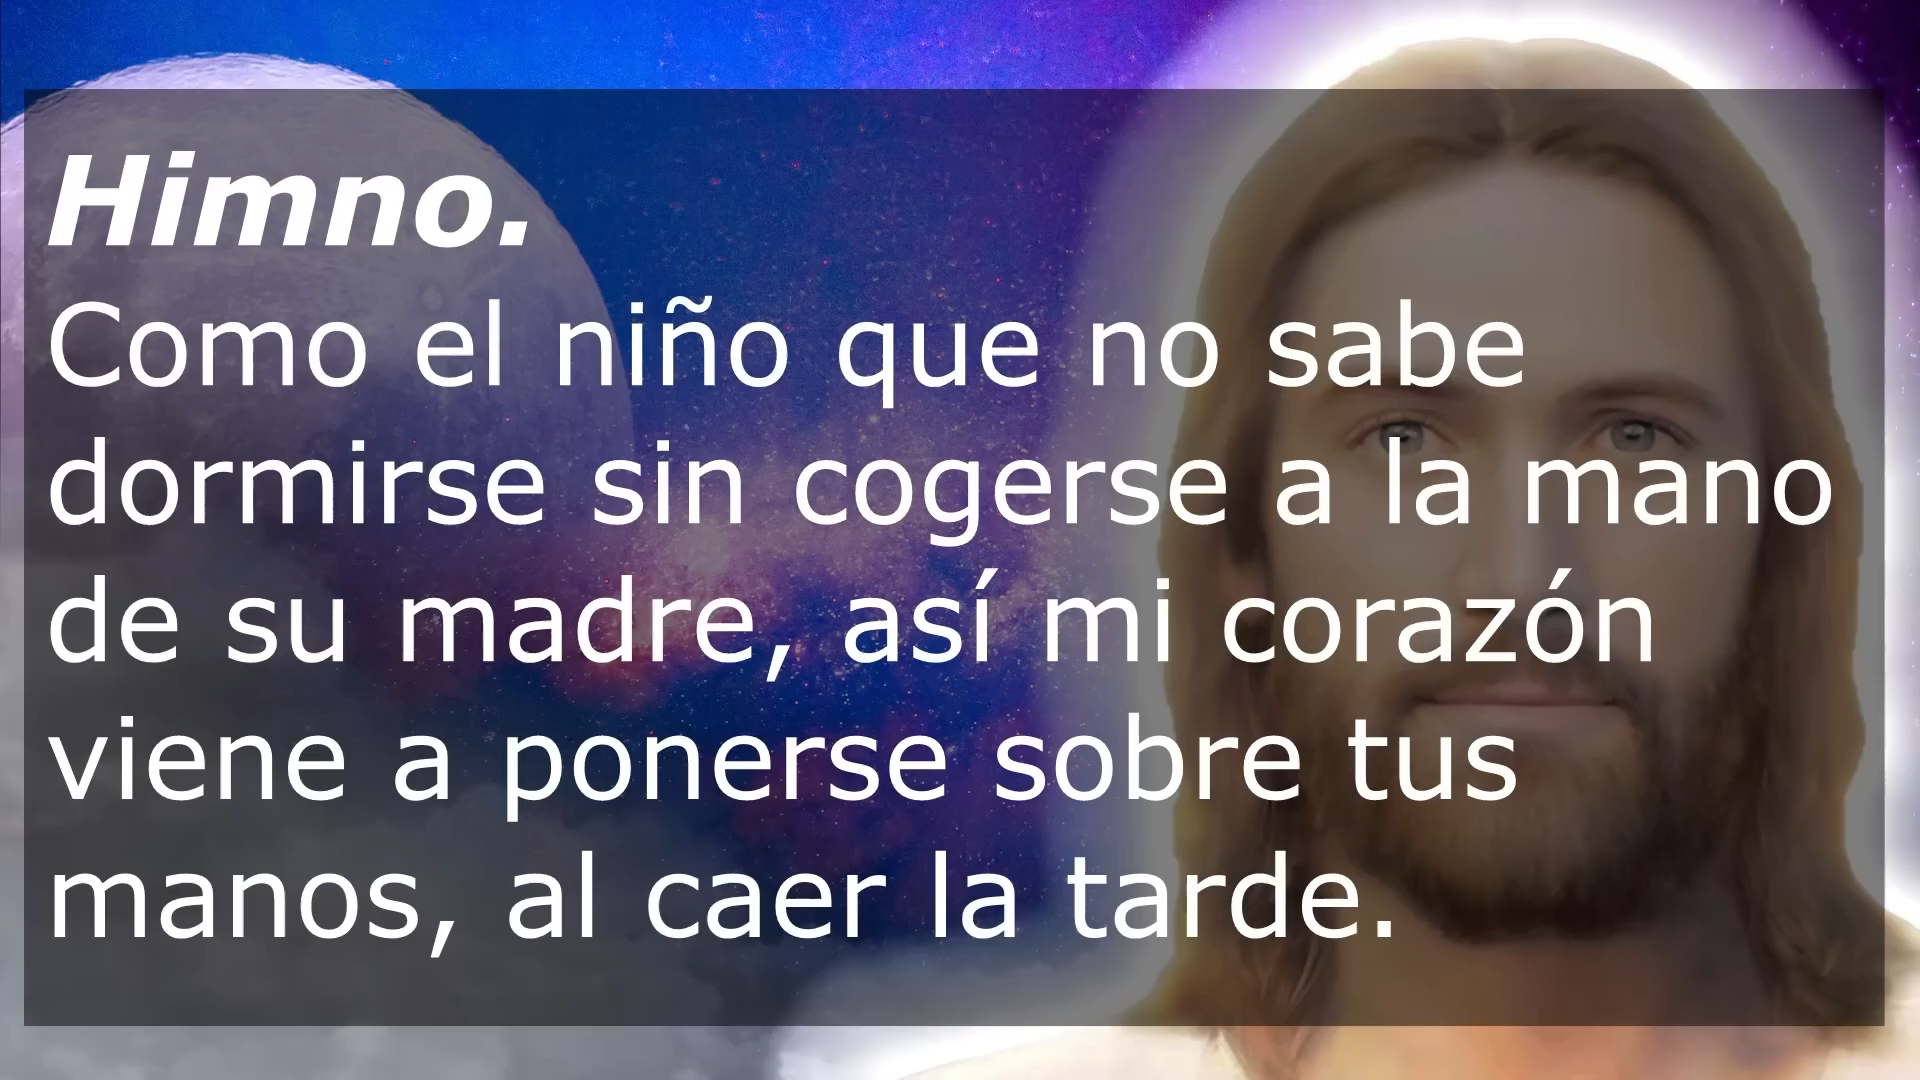 Himno.
Como el niño que no sabe
dormirse sin cogerse a la mano
de su madre, así mi corazón
viene a ponerse sobre tus
manos, al caer la tarde.